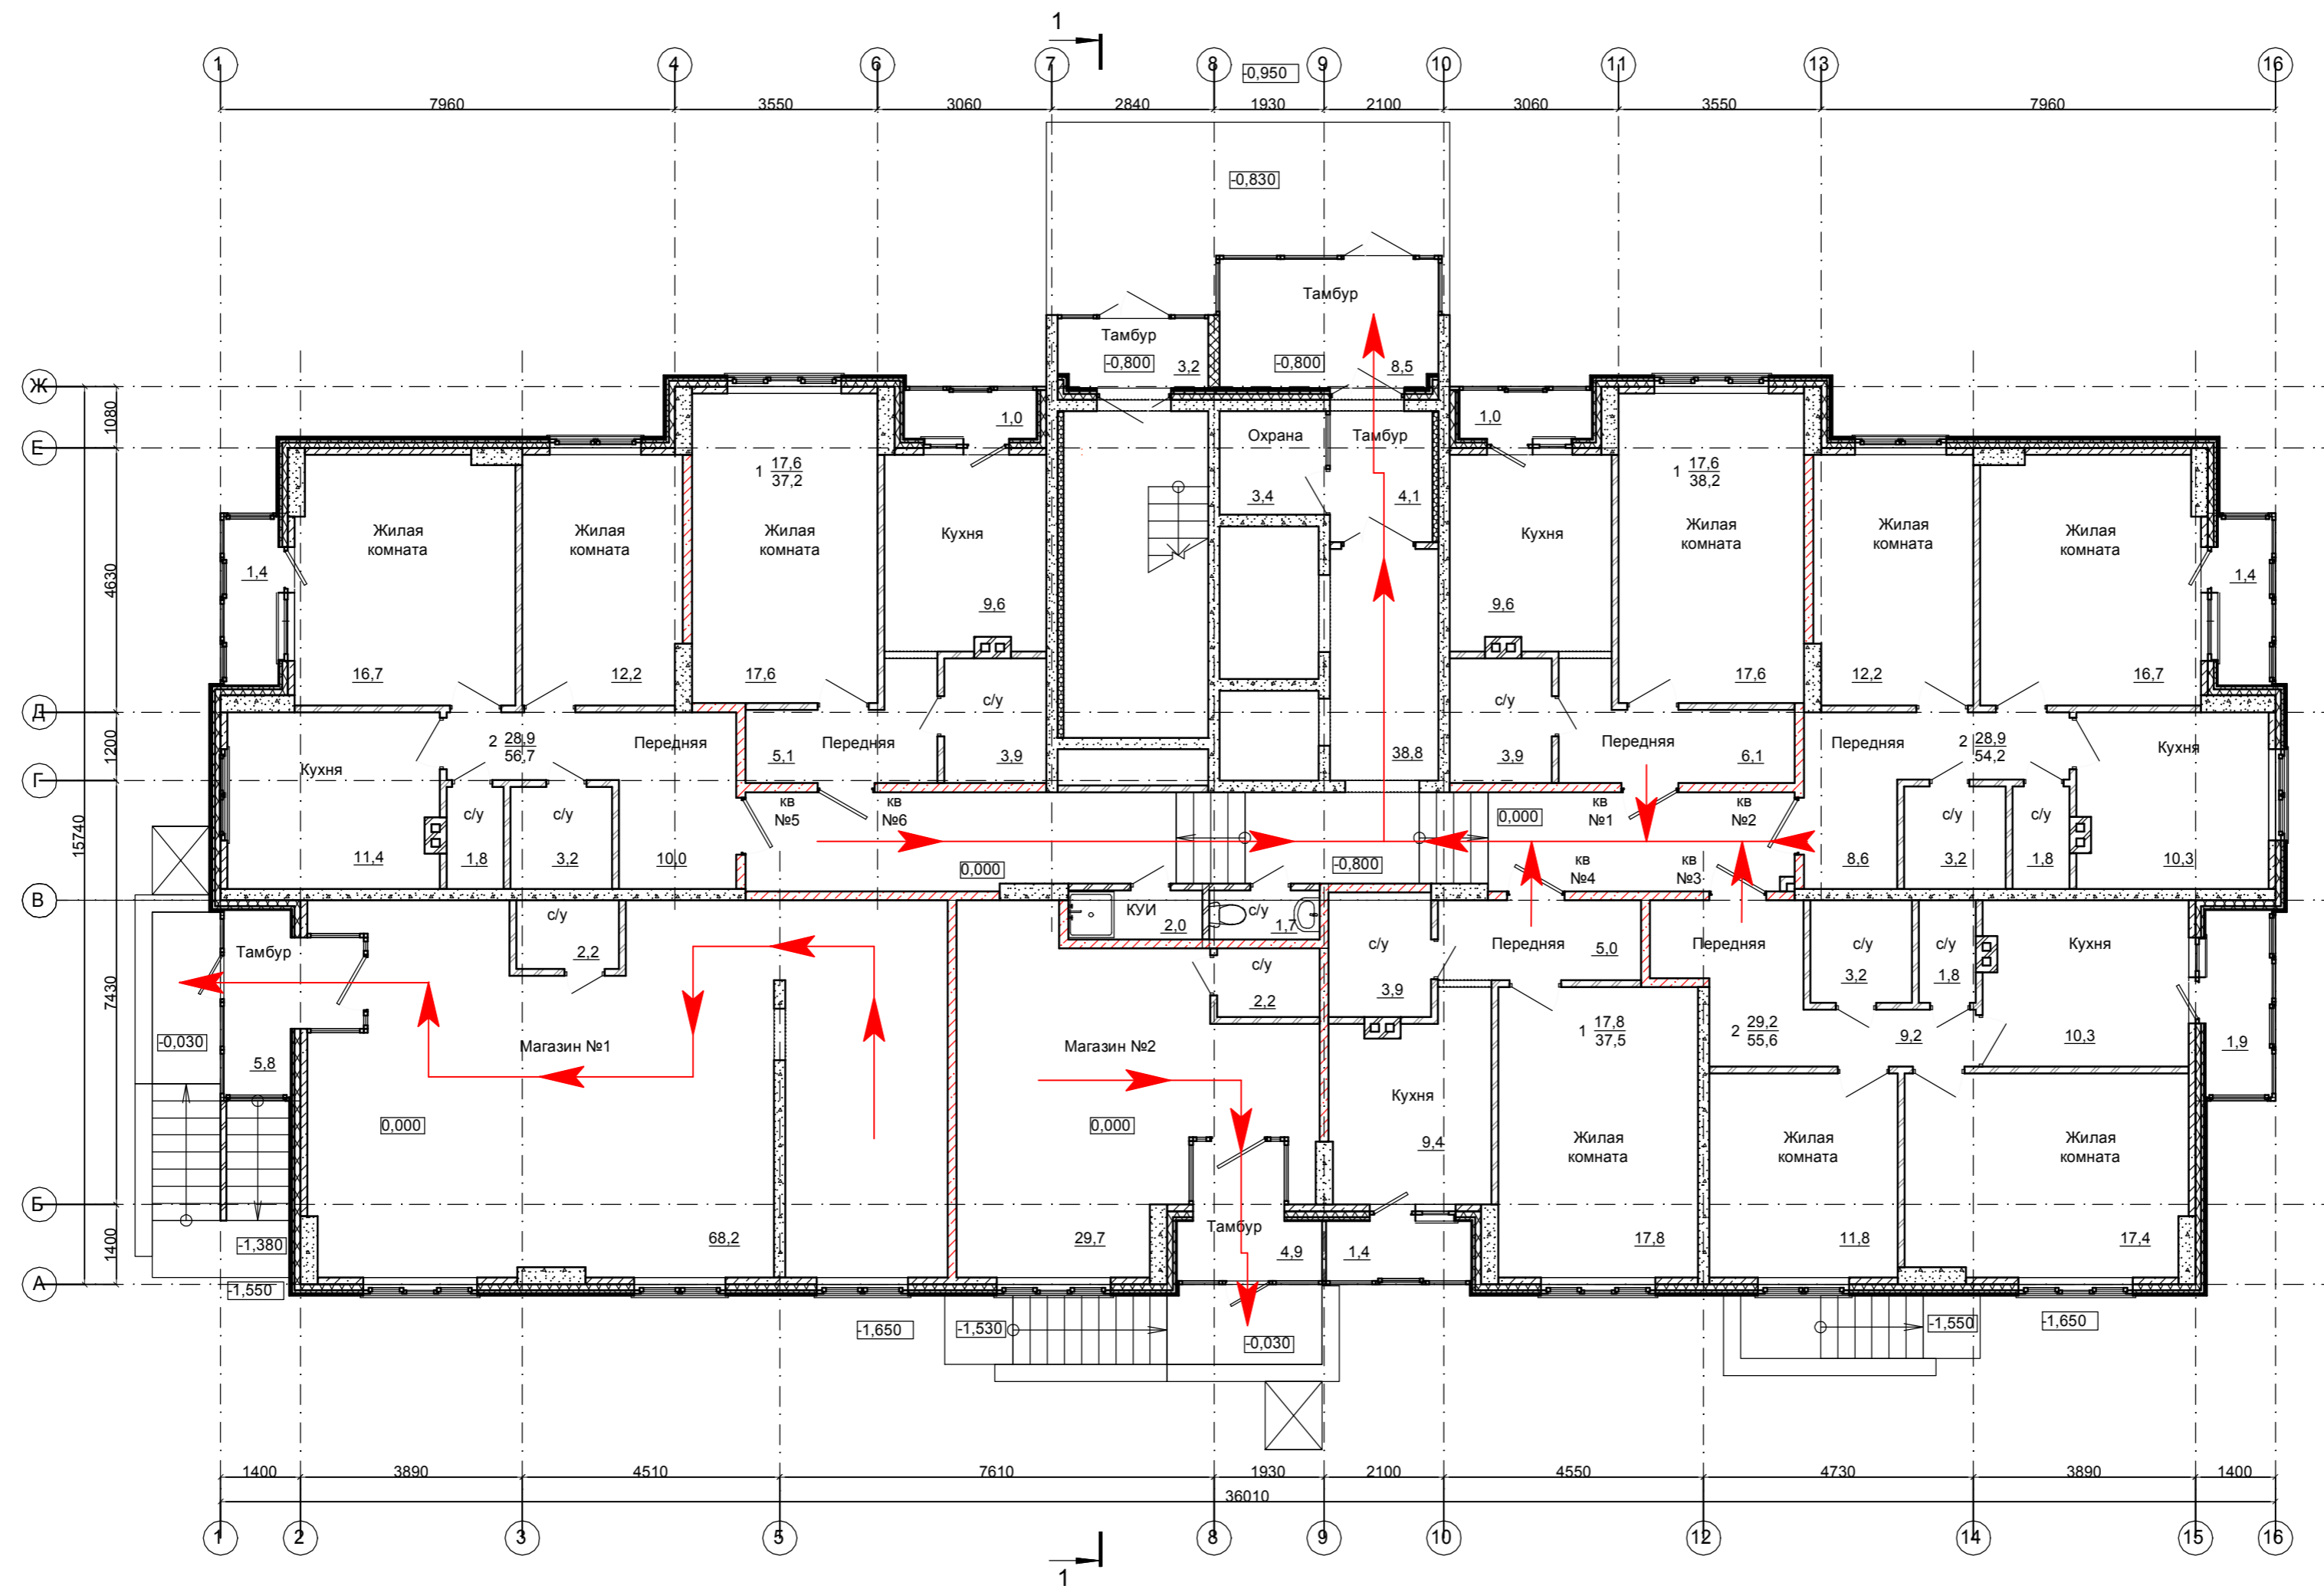 1
1 4 6 7 8 9 10 11 13 16
-0,950
7960 3550 3060 2840 1930 2100 3060 3550 7960
-0,830
Тамбур
Тамбур
-0,800 3,2 -0,800 8,5
Ж
1080
1,0 1,0
Е
Охрана Тамбур
1 17,6 1 17,6
37,2 38,2
3,4 4,1
Жилая Жилая Жилая Кухня Кухня Жилая Жилая Жилая
комната комната комната комната комната комната
4630
1,4 1,4
9,6 9,6
16,7 12,2 17,6 17,6 12,2 16,7
с/у с/у
Д
1200
2 28,9 Передняя Передняя Передняя Передняя 2 28,9 Кухня
56,7 54,2
Кухня 5,1 3,9 38,8 3,9 6,1
Г
кв кв кв кв
№5 №6 №1 №2
0,000
с/у с/у с/у с/у
15740
11,4 1,8 3,2 10,0 0,000 -0,800 кв кв 8,6 3,2 1,8 10,3
№4 №3
В
с/у КУИ с/у
2,0 1,7
Тамбур 2,2 с/у Передняя Передняя с/у с/у Кухня
5,0
с/у
3,2 1,8
7430
2,2 3,9
-0,030 1 17,8 2 29,2
37,5 55,6
Магазин №1 Магазин №2 9,2 10,3 1,9
5,8
Кухня
0,000 0,000
9,4 Жилая Жилая Жилая
комната комната комната
Б
Тамбур
-1,380 68,2 29,7 4,9 1,4 17,8 11,8 17,4
1400
А
-1,550
-1,650 -1,530 -0,030 -1,550 -1,650
1400 3890 4510 7610 1930 2100 4550 4730 3890 1400
36010
1 2 3 5 8 9 10 12 14 15 16
1